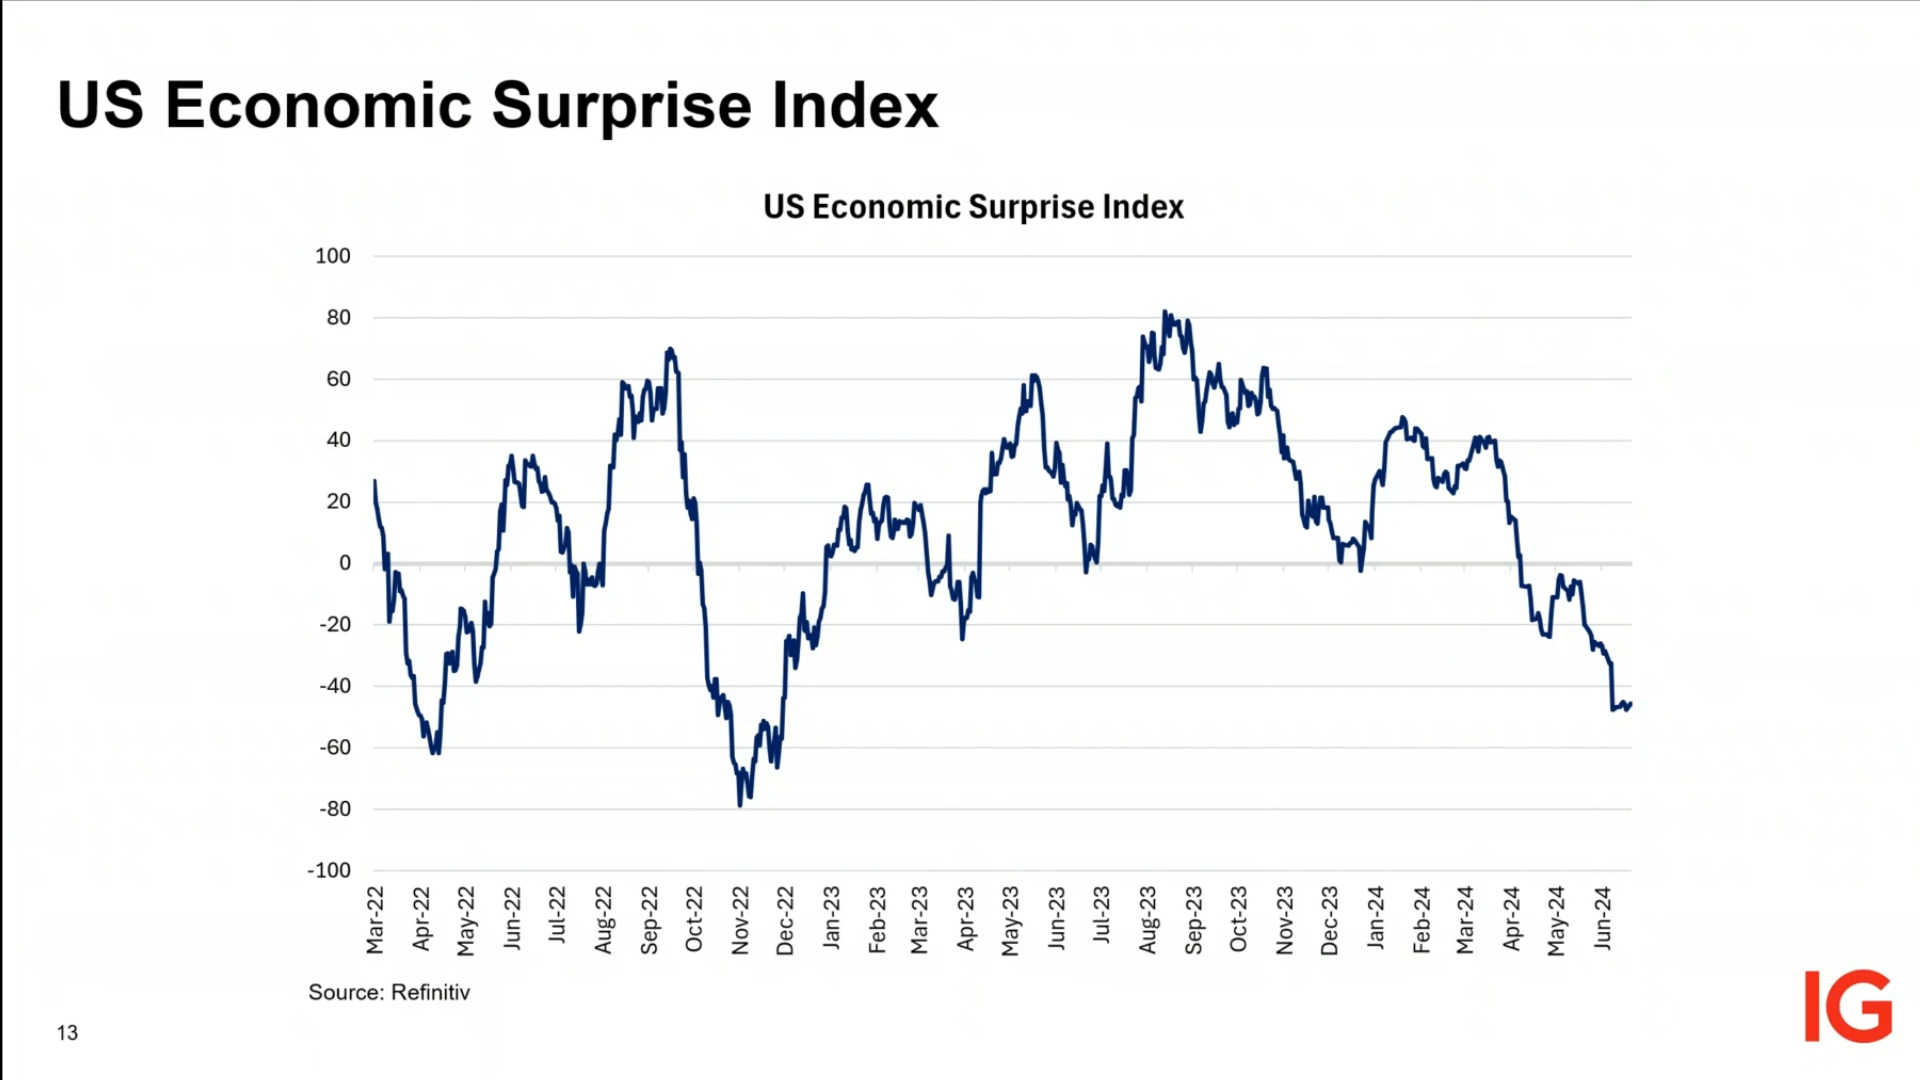 US Economic Surprise Index
US Economic Surprise Index
100
80
60
40
20
0
-20
-40
-60
-80
-100
Mar-22
Apr-22
May-22
Jun-22
Jul-22
Aug-22
Sep-22
Oct-22
Nov-22
Dec-22
Jan-23
Feb-23
Mar-23
Apr-23
May-23
Jun-23
Jul-23
Aug-23
Sep-23
Oct-23
Nov-23
Dec-23
Jan-24
Feb-24
Mar-24
Apr-24
May-24
Jun-24
Source: Refinitiv
IG
13